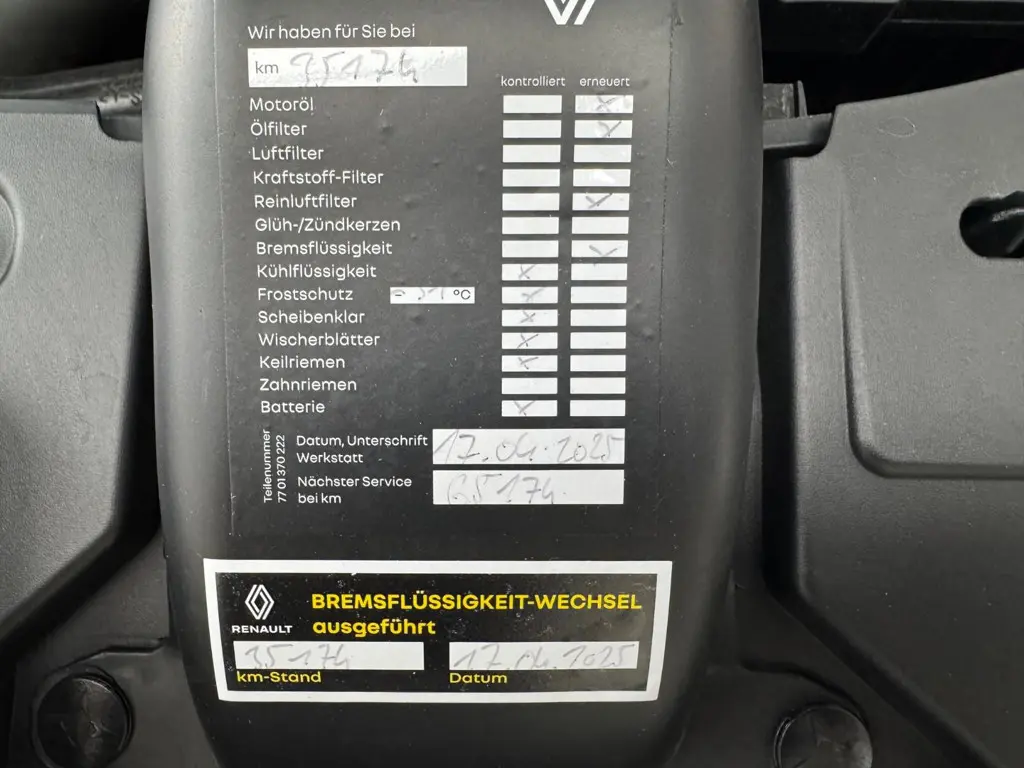 Wir haben für Sie bei
km 35174
kontrolliert erneuert
Motoröl x
Ölfilter x
Luftfilter
Kraftstoff-Filter
Reinluftfilter x
Glüh-/Zündkerzen
Bremsflüssigkeit x
Kühlflüssigkeit x
Frostschutz - 31 °C x
Scheibenklar x
Wischerblätter x
Keilriemen x
Zahnriemen
Batterie x
Teilenummer
77 01 370 222
Datum, Unterschrift 17.04.2025
Werkstatt
Nächster Service 65174
bei km
RENAULT
BREMSFLÜSSIGKEIT-WECHSEL
ausgeführt
35174 17.04.2025
km-Stand Datum